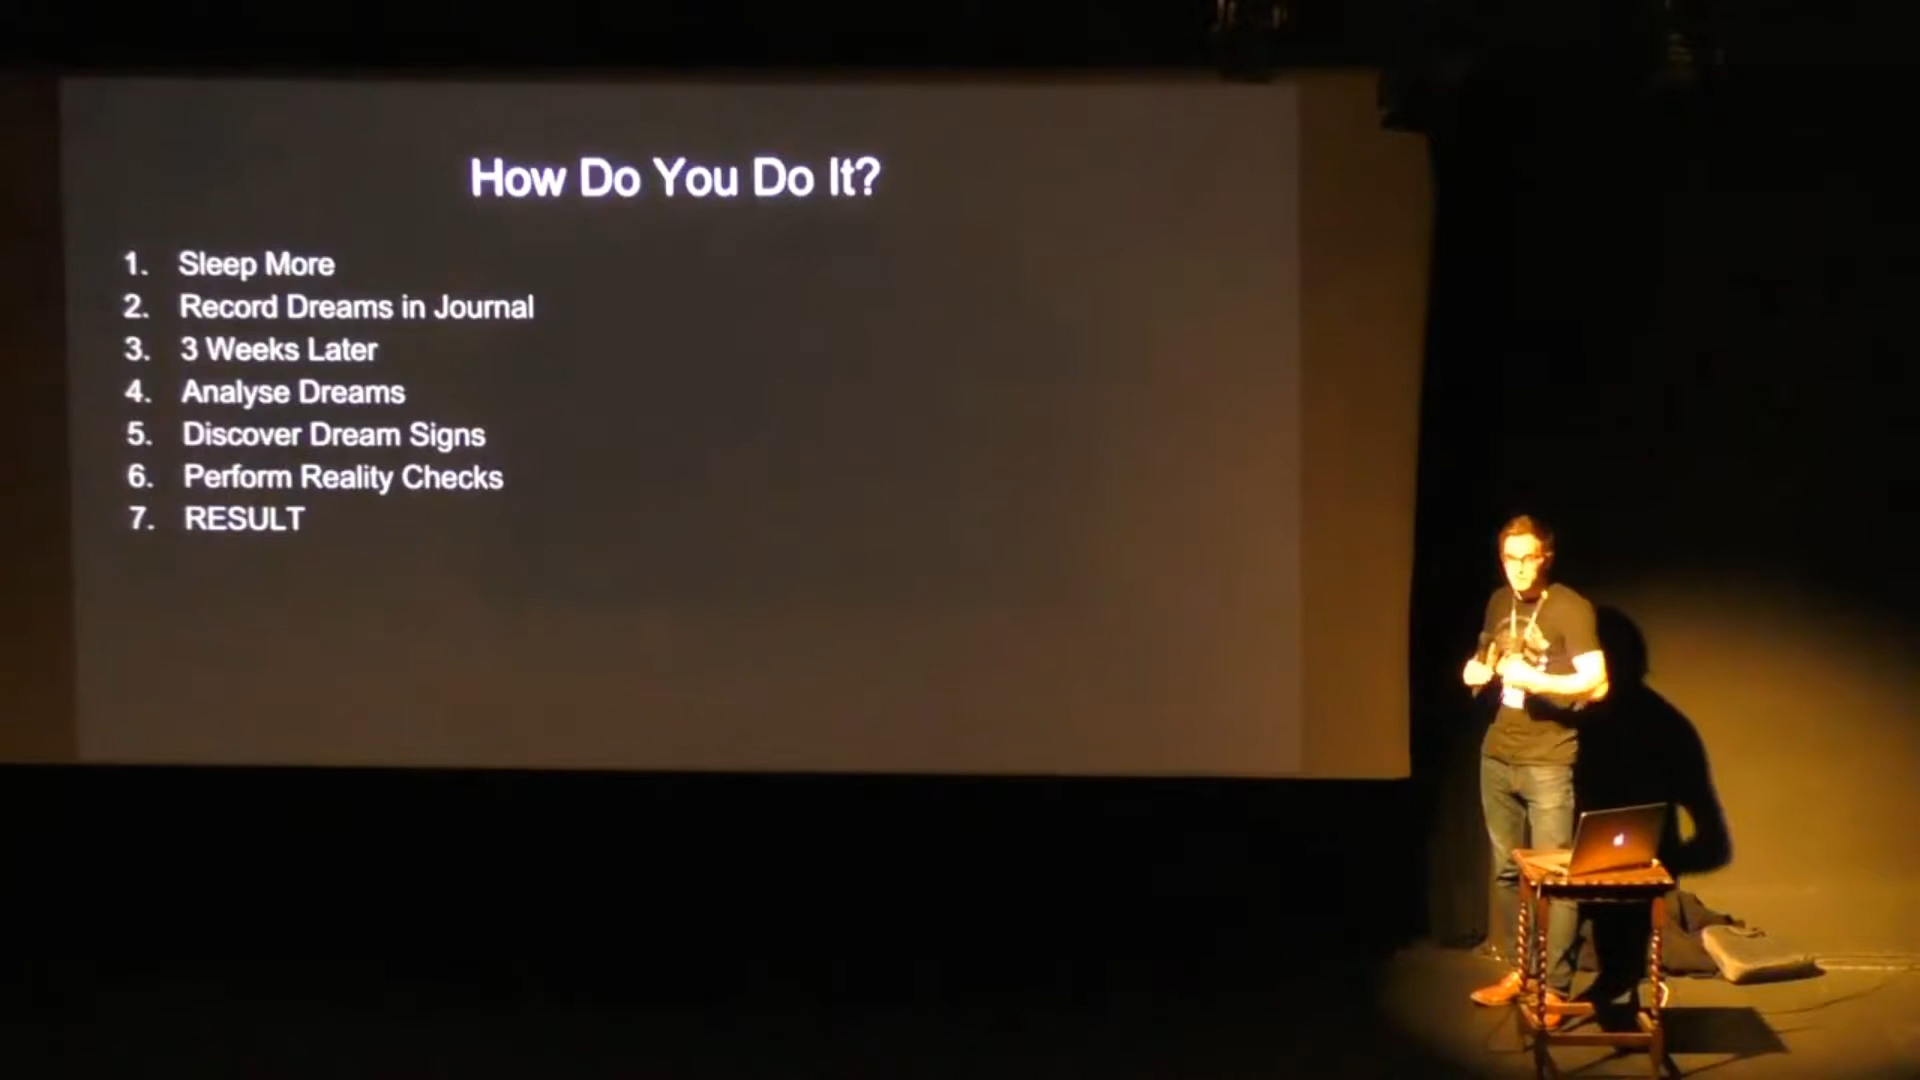 How Do You Do It?
1. Sleep More
2. Record Dreams in Journal
3. 3 Weeks Later
4. Analyse Dreams
5. Discover Dream Signs
6. Perform Reality Checks
7. RESULT